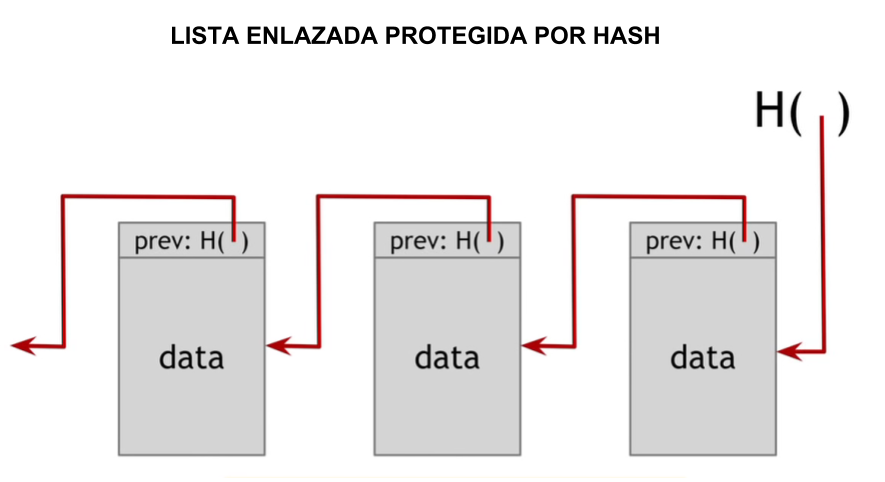 LISTA ENLAZADA PROTEGIDA POR HASH
H( )
prev: H( )
prev: H( )
prev: H( )
data
data
data